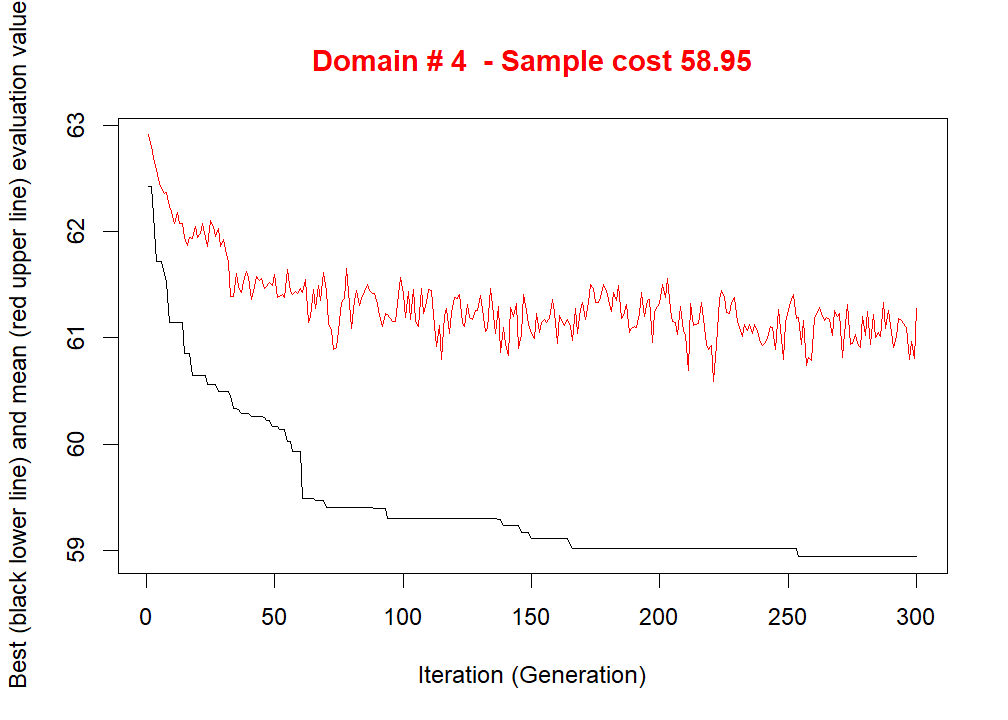 Domain # 4  - Sample cost 58.95
Best (black lower line) and mean (red upper line) evaluation value
63
62
61
60
59
0 50 100 150 200 250 300
Iteration (Generation)